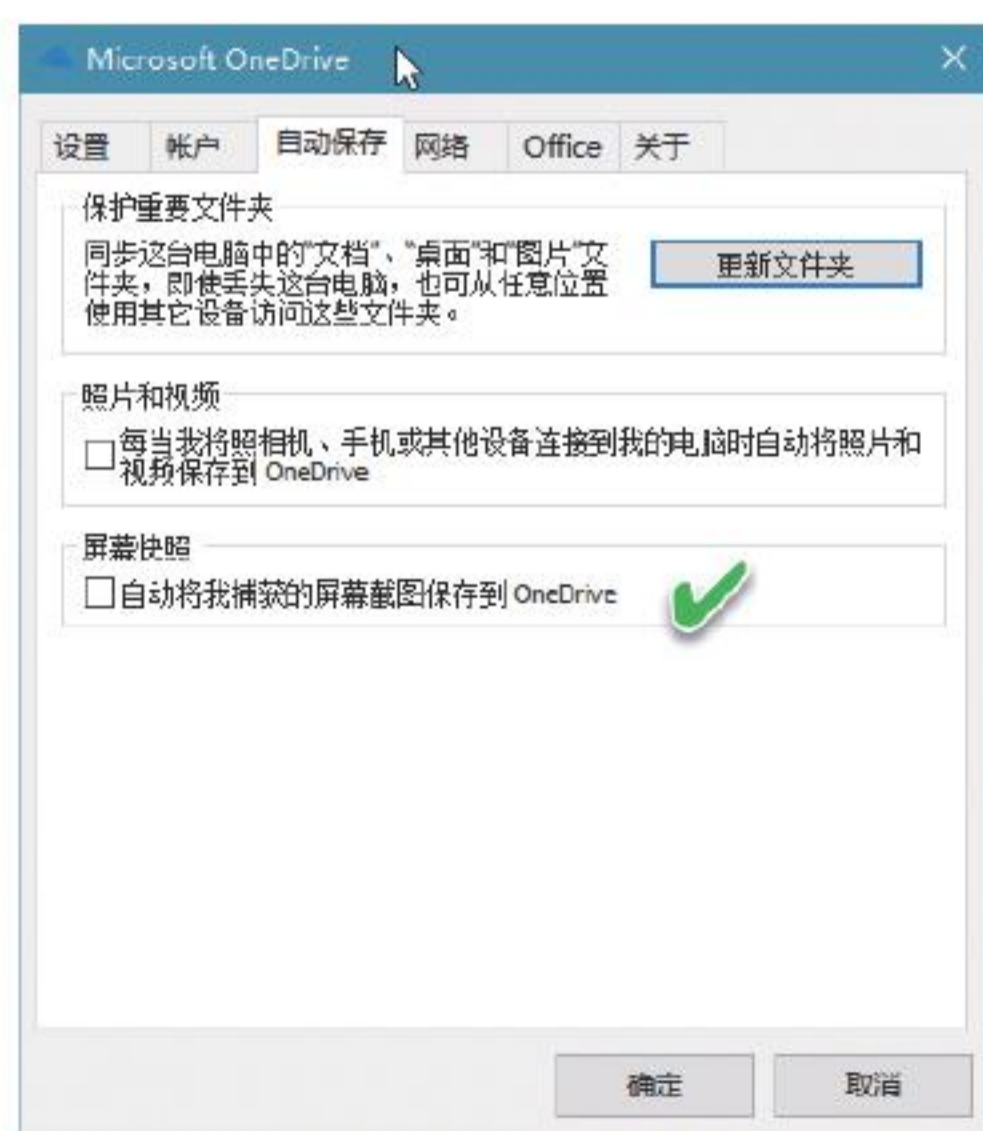 Microsoft OneDrive
设置 帐户 自动保存 网络 Office 关于
保护重要文件夹
同步这台电脑中的"文档"、"桌面"和"图片"文
件夹，即使丢失这台电脑，也可从任意位置
使用其它设备访问这些文件夹。
更新文件夹
照片和视频
每当我将照相机、手机或其他设备连接到我的电脑时自动将照片和
视频保存到 OneDrive
屏幕快照
自动将我捕获的屏幕截图保存到 OneDrive
确定 取消